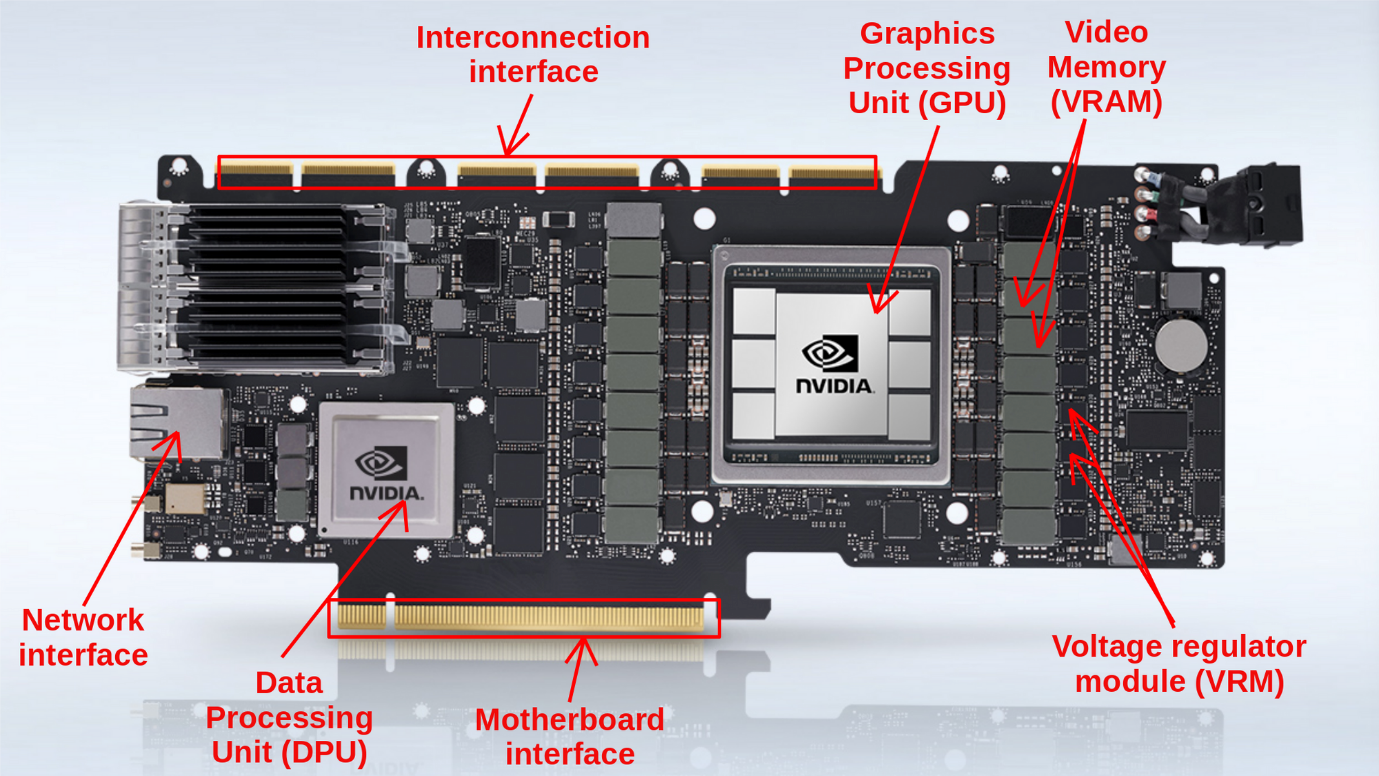 Interconnection
interface
Graphics
Processing
Unit (GPU)
Video
Memory
(VRAM)
NVIDIA.
NVIDIA.
Network
interface
Data
Processing
Unit (DPU)
Motherboard
interface
Voltage regulator
module (VRM)